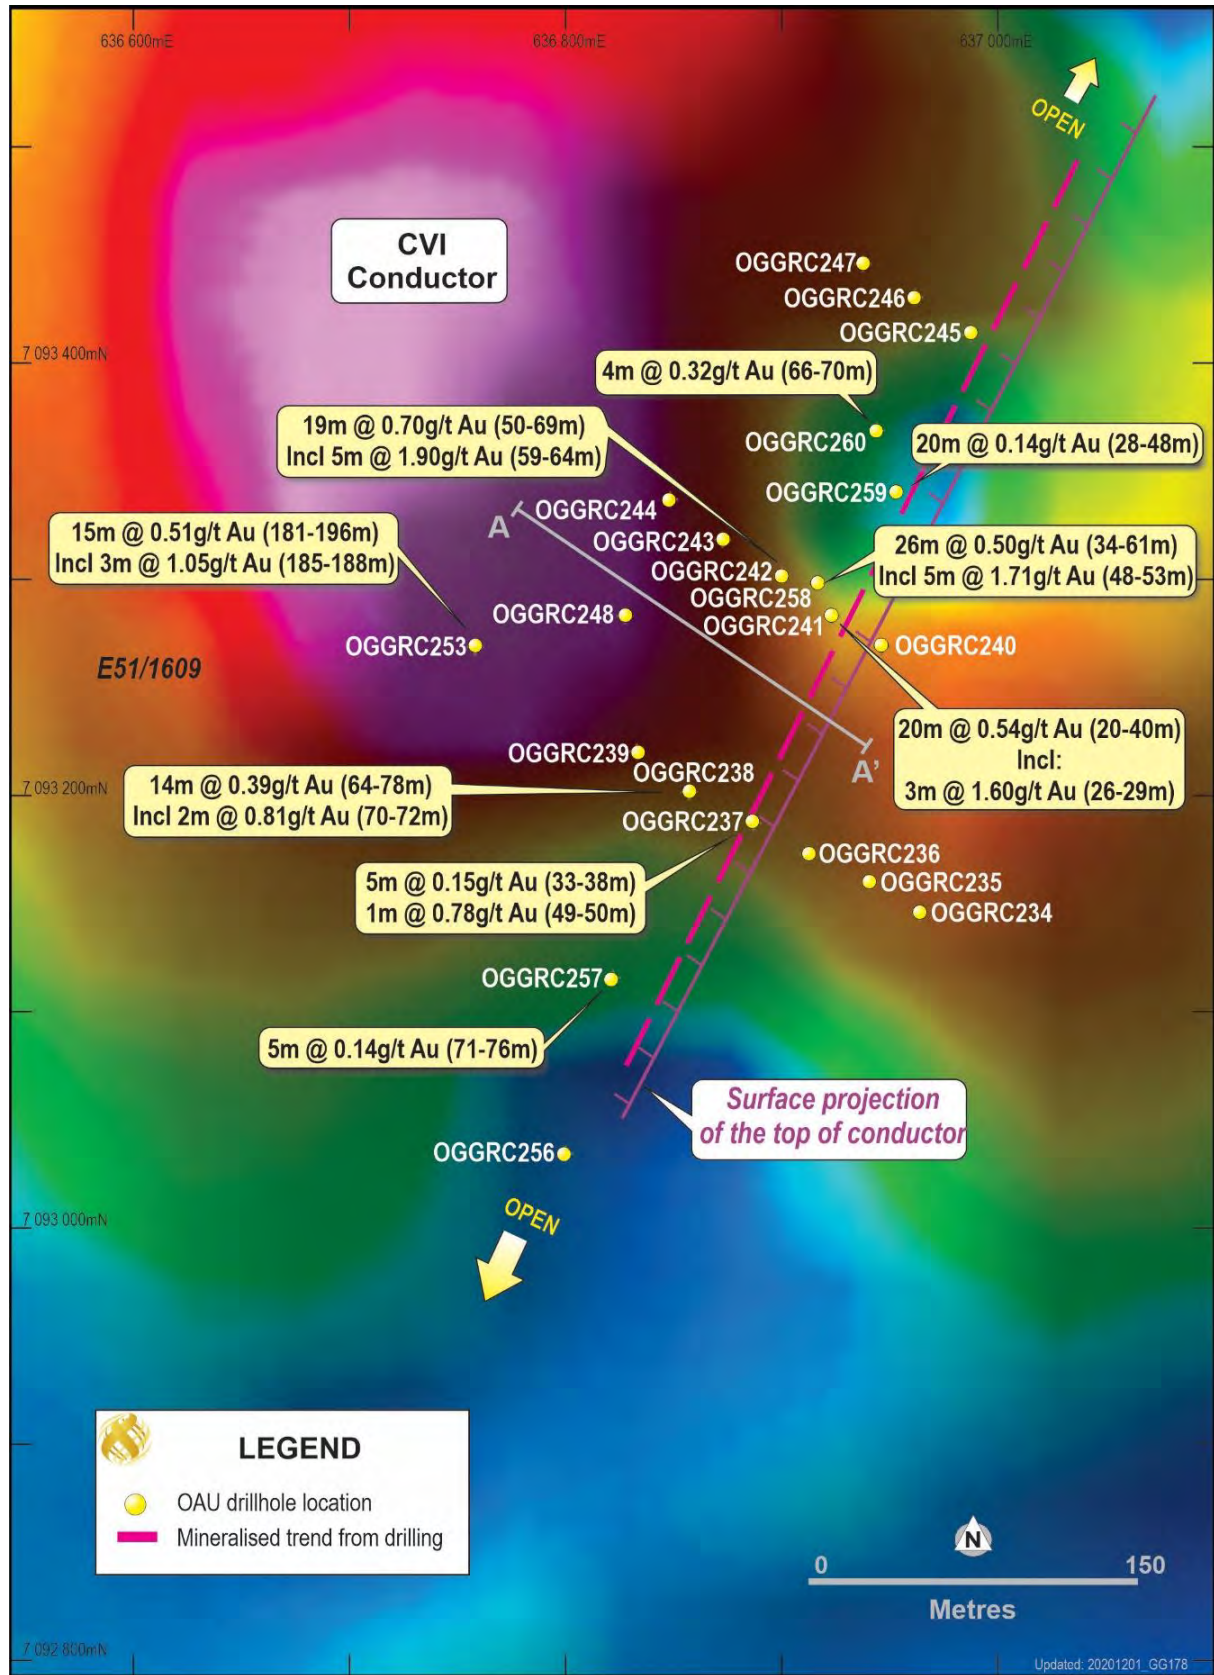 636 600mE
636 800mE
637 000mE
OPEN
CVI
Conductor
OGGRC247
OGGRC246
OGGRC245
7 093 400mN
4m @ 0.32g/t Au (66-70m)
19m @ 0.70g/t Au (50-69m)
Incl 5m @ 1.90g/t Au (59-64m)
OGGRC260
20m @ 0.14g/t Au (28-48m)
OGGRC259
OGGRC244
A
15m @ 0.51g/t Au (181-196m)
Incl 3m @ 1.05g/t Au (185-188m)
OGGRC243
26m @ 0.50g/t Au (34-61m)
Incl 5m @ 1.71g/t Au (48-53m)
OGGRC242
OGGRC258
OGGRC248
OGGRC241
OGGRC253
OGGRC240
E51/1609
20m @ 0.54g/t Au (20-40m)
Incl:
3m @ 1.60g/t Au (26-29m)
OGGRC239
A'
OGGRC238
14m @ 0.39g/t Au (64-78m)
Incl 2m @ 0.81g/t Au (70-72m)
7 093 200mN
OGGRC237
OGGRC236
5m @ 0.15g/t Au (33-38m)
1m @ 0.78g/t Au (49-50m)
OGGRC235
OGGRC234
OGGRC257
5m @ 0.14g/t Au (71-76m)
Surface projection
of the top of conductor
OGGRC256
OPEN
7 093 000mN
LEGEND
OAU drillhole location
Mineralised trend from drilling
N
0 150
Metres
7 092 800mN
Updated: 20201201_GG178